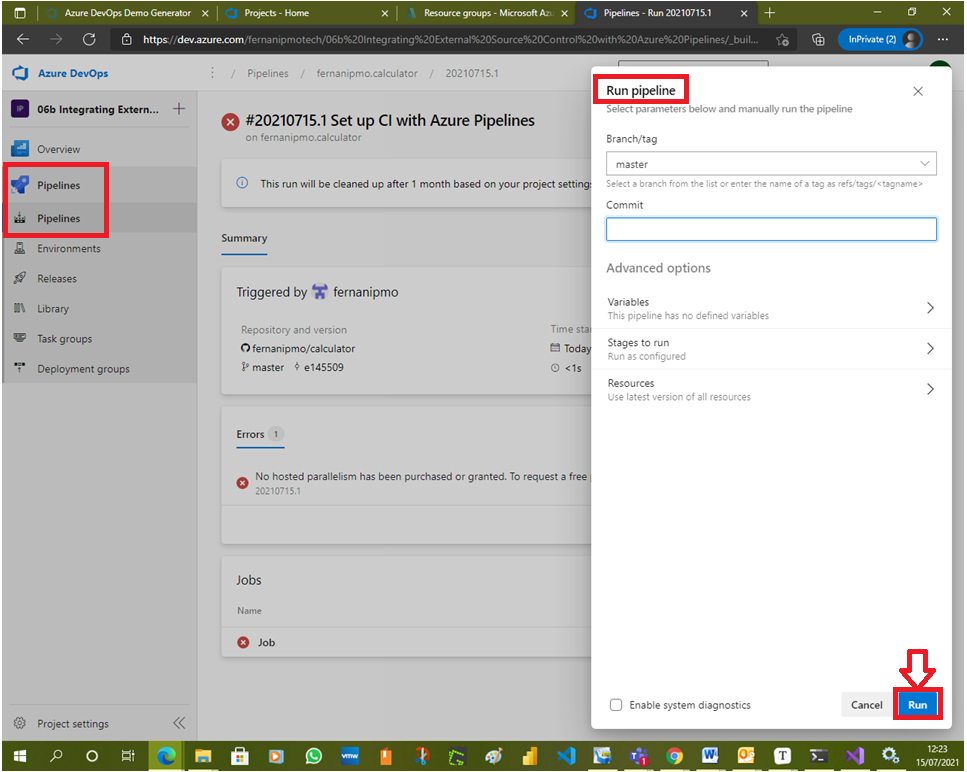 Azure DevOps Demo Generator
Projects - Home
Resource groups - Microsoft Azu
Pipelines - Run 20210715.1
https://dev.azure.com/fernanipmotech/06b%20Integrating%20External%20Source%20Control%20with%20Azure%20Pipelines/_buil...
InPrivate (2)
Azure DevOps
/ Pipelines / fernanipmo.calculator / 20210715.1
IP
06b Integrating Extern...
Overview
Pipelines
Pipelines
Environments
Releases
Library
Task groups
Deployment groups
Project settings
#20210715.1 Set up CI with Azure Pipelines
on fernanipmo.calculator
This run will be cleaned up after 1 month based on your project settings
Summary
Triggered by fernanipmo
Repository and version
fernanipmo/calculator
master e145509
Time star
Today
<1s
Errors 1
No hosted parallelism has been purchased or granted. To request a free p
20210715.1
Jobs
Name
Job
Run pipeline
Select parameters below and manually run the pipeline
Branch/tag
master
Select a branch from the list or enter the name of a tag as refs/tags/<tagname>
Commit
Advanced options
Variables
This pipeline has no defined variables
Stages to run
Run as configured
Resources
Use latest version of all resources
Enable system diagnostics
Cancel
Run
vmw
T
12:23
15/07/2021